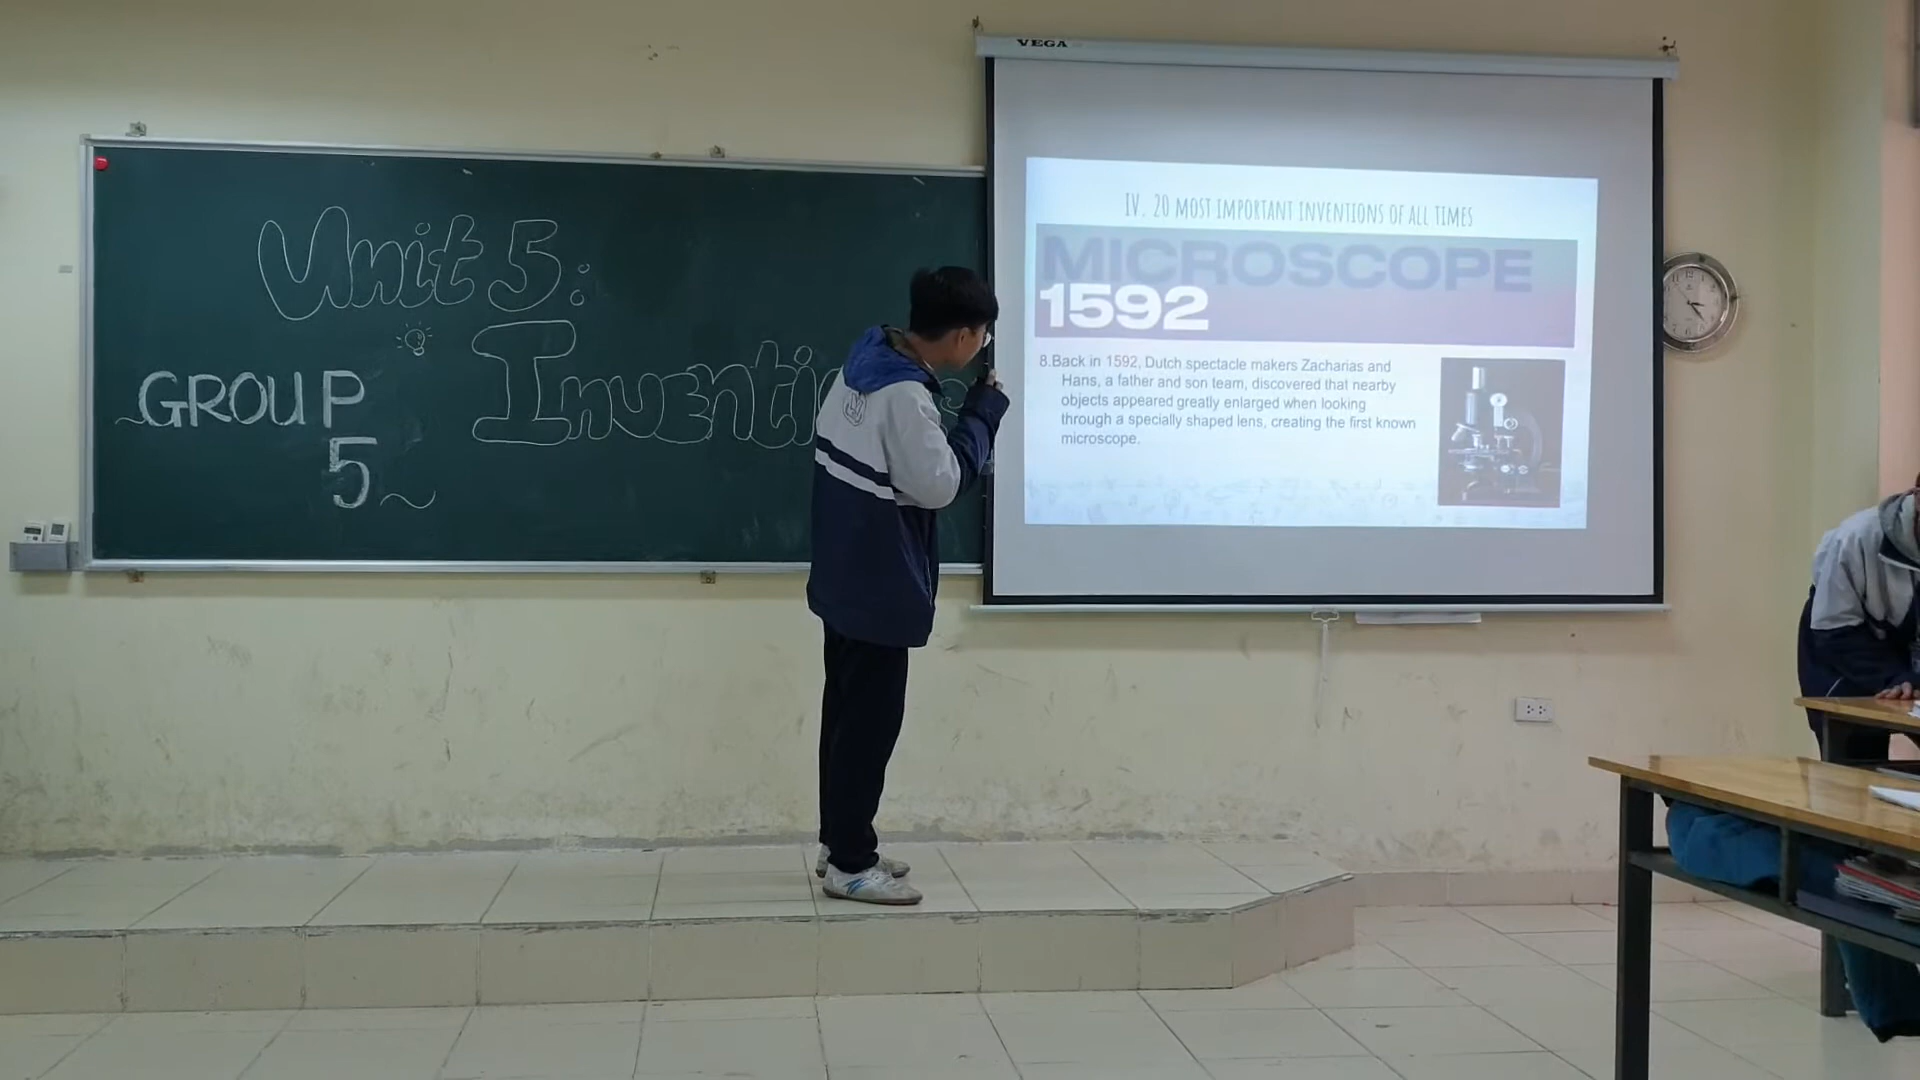 Unit 5:
Inventi
GROUP
5
VEGA
IV. 20 MOST IMPORTANT INVENTIONS OF ALL TIMES
MICROSCOPE
1592
8.Back in 1592, Dutch spectacle makers Zacharias and
Hans, a father and son team, discovered that nearby
objects appeared greatly enlarged when looking
through a specially shaped lens, creating the first known
microscope.